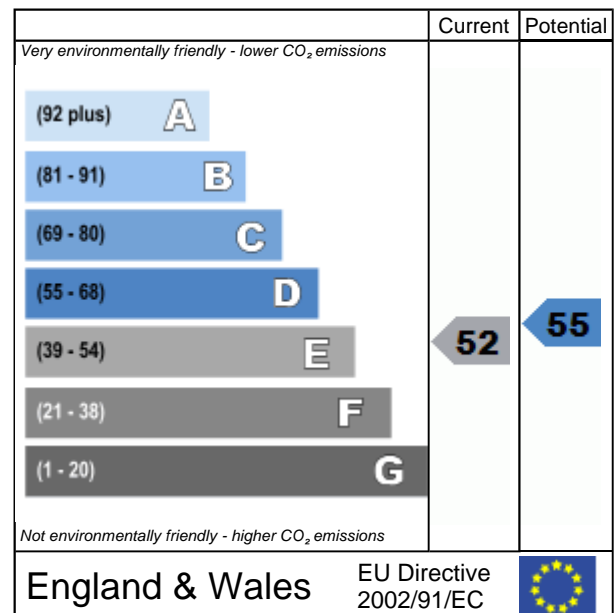 Current Potential
Very environmentally friendly - lower CO₂ emissions
(92 plus) A
(81 - 91) B
(69 - 80) C
(55 - 68) D
(39 - 54) E
52
55
(21 - 38) F
(1 - 20) G
Not environmentally friendly - higher CO₂ emissions
England & Wales
EU Directive
2002/91/EC